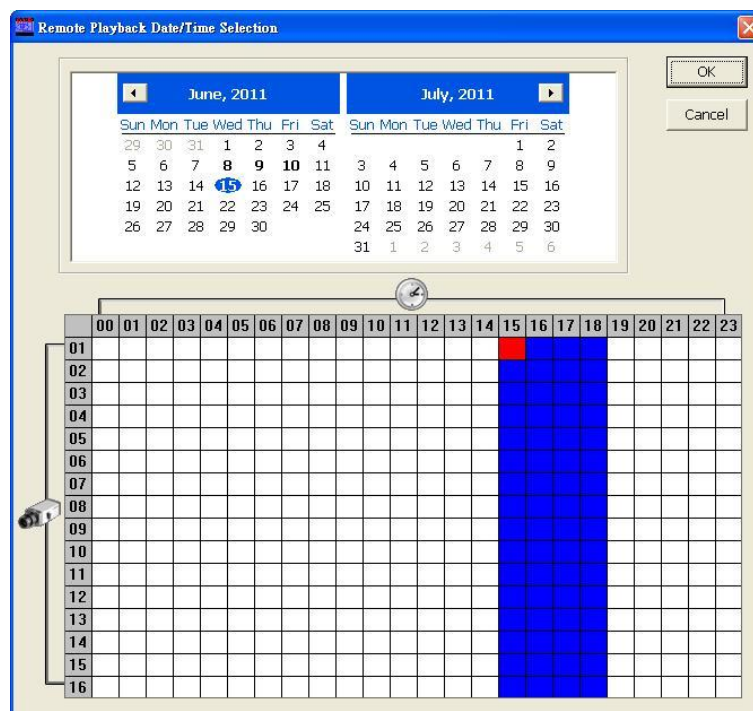 Remote Playback Date/Time Selection
OK
Cancel
June, 2011
Sun Mon Tue Wed Thu Fri Sat
29 30 31 1 2 3 4
5 6 7 8 9 10 11
12 13 14 15 16 17 18
19 20 21 22 23 24 25
26 27 28 29 30
July, 2011
Sun Mon Tue Wed Thu Fri Sat
1 2
3 4 5 6 7 8 9
10 11 12 13 14 15 16
17 18 19 20 21 22 23
24 25 26 27 28 29 30
31 1 2 3 4 5 6
00 01 02 03 04 05 06 07 08 09 10 11 12 13 14 15 16 17 18 19 20 21 22 23
01
02
03
04
05
06
07
08
09
10
11
12
13
14
15
16